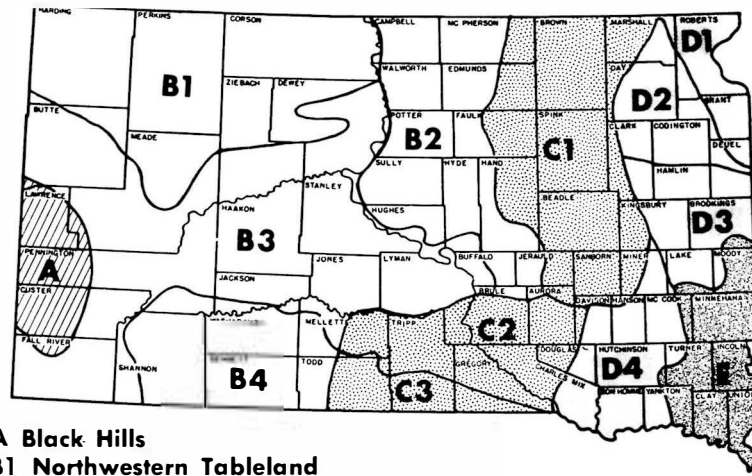 HARDING PERKINS CORSON CAMPBELL MC PHERSON BROWN MARSHALL ROBERTS
D1
WALWORTH EDMUNDS DAY
B1 ZIEBACH DEWEY D2
BUTTE POTTER FAULK SPINK GRANT
B2 C1 CLARK CODINGTON
MEADE DEUEL
SULLY HYDE HAND HAMLIN
LAWRENCE STANLEY
HAAKON BEADLE KINGSBURY BROOKINGS
HUGHES D3
B3
PENNINGTON JONES LYMAN BUFFALO JERAULD SANBORN MINER LAKE MOODY
A
JACKSON
CUSTER BRULE AURORA DAVISON HANSON MC COOK MINNEHAHA
MELLETT TRIPP C2
FALL RIVER DOUGLAS HUTCHINSON TURNER LINCOLN
SHANNON B4 TODD GREGORY D4 E
C3 CHARLES MIX
BON HOMME YANKTON CLAY UNION
A Black Hills
B1 Northwestern Tableland